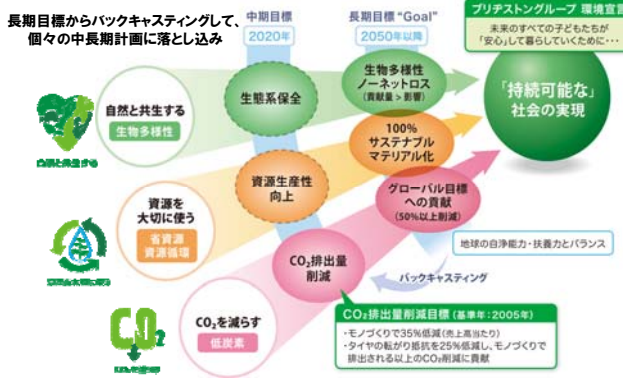 長期目標からバックキャスティングして、
個々の中長期計画に落とし込み
中期目標
2020年
長期目標 “Goal”
2050年以降
ブリヂストングループ 環境宣言
未来のすべての子どもたちが
「安心」して暮らしていくために・・・
「持続可能な」
社会の実現
自然と共生する
生物多様性
生態系保全
生物多様性
ノーネットロス
(貢献量 > 影響)
自然と共生する
資源を
大切に使う
省資源
資源循環
資源生産性
向上
100%
サステナブル
マテリアル化
グローバル目標
への貢献
(50%以上削減)
地球の自浄能力・扶養力とバランス
バックキャスティング
CO₂を減らす
低炭素
CO₂排出量
削減
CO₂
CO₂排出量削減目標 (基準年:2005年)
・モノづくりで35%低減(売上高当たり)
・タイヤの転がり抵抗を25%低減し、モノづくりで
排出される以上のCO₂削減に貢献